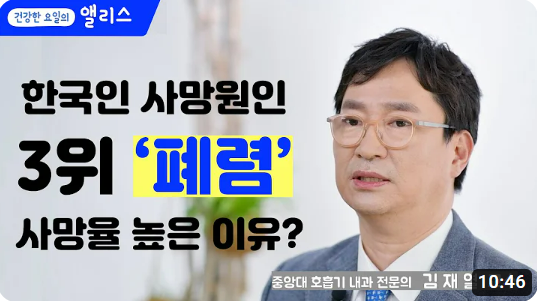 건강한 요일의 앨리스
한국인 사망원인
3위 ‘폐렴’
사망률 높은 이유?
중앙대 호흡기 내과 전문의 김재
10:46